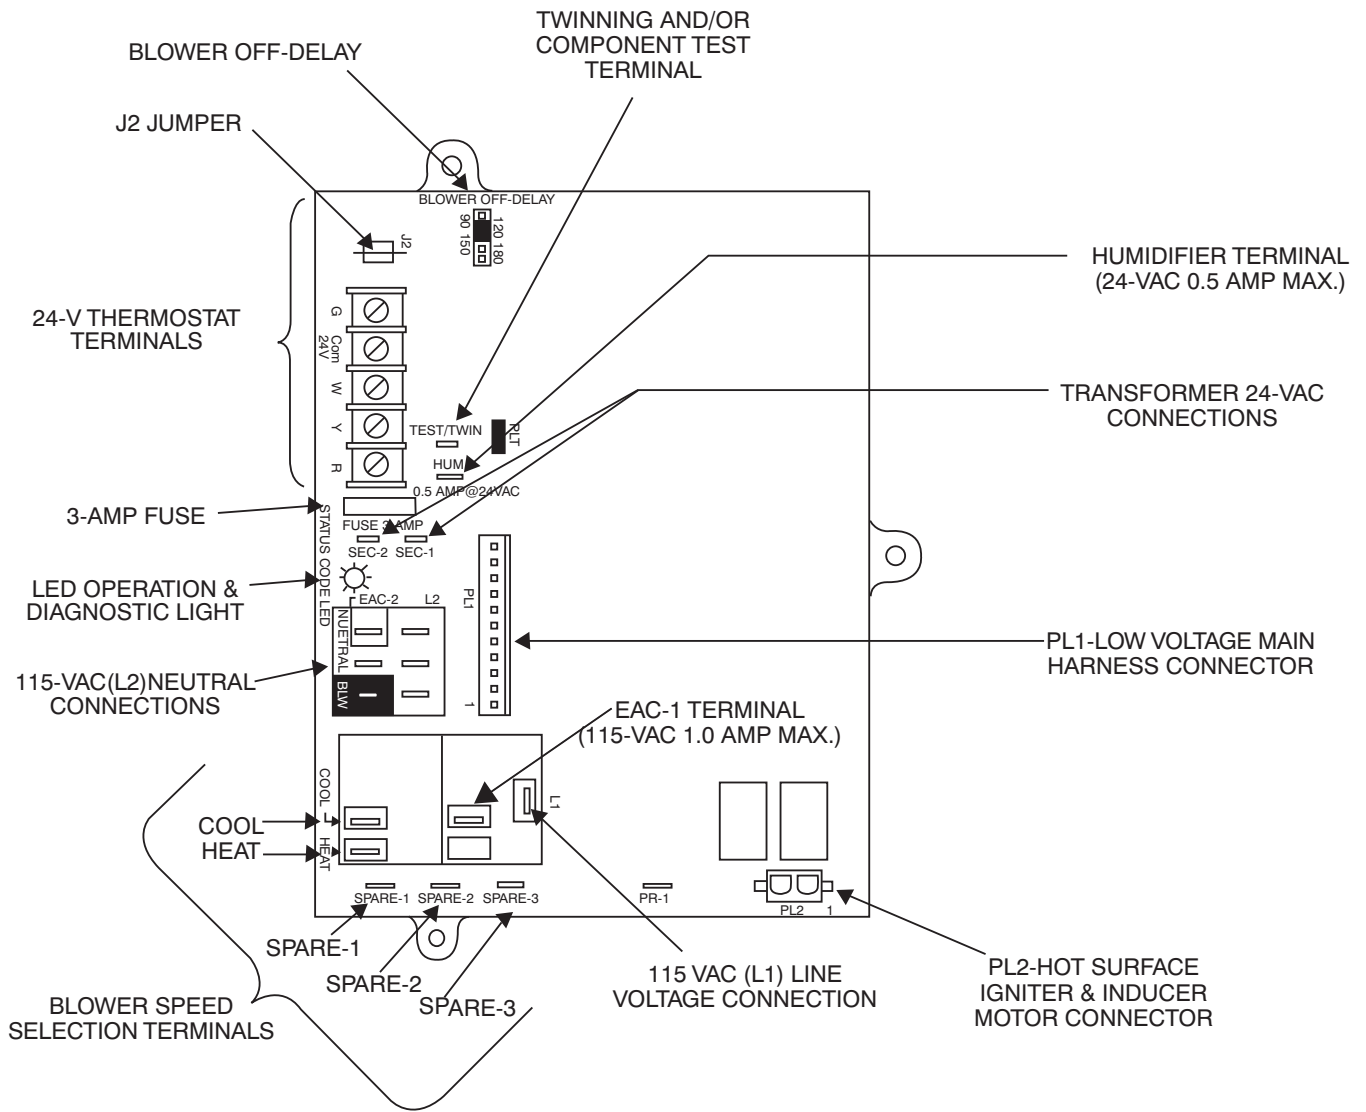 TWINNING AND/OR
COMPONENT TEST
TERMINAL
BLOWER OFF-DELAY
J2 JUMPER
BLOWER OFF-DELAY
120 180
90 150
J2
HUMIDIFIER TERMINAL
(24-VAC 0.5 AMP MAX.)
24-V THERMOSTAT
TERMINALS
G
Com
24V
W
Y
R
TRANSFORMER 24-VAC
CONNECTIONS
TEST/TWIN
PLT
HUM
0.5 AMP@24VAC
3-AMP FUSE
FUSE 3-AMP
SEC-2 SEC-1
STATUS CODE LED
LED OPERATION &
DIAGNOSTIC LIGHT
EAC-2 L2
NUETRAL
BLW
PL1
1
PL1-LOW VOLTAGE MAIN
HARNESS CONNECTOR
115-VAC(L2)NEUTRAL
CONNECTIONS
EAC-1 TERMINAL
(115-VAC 1.0 AMP MAX.)
COOL
HEAT
L1
COOL
HEAT
SPARE-1 SPARE-2 SPARE-3
PR-1
PL2 1
SPARE-1
SPARE-2
SPARE-3
115 VAC (L1) LINE
VOLTAGE CONNECTION
PL2-HOT SURFACE
IGNITER & INDUCER
MOTOR CONNECTOR
BLOWER SPEED
SELECTION TERMINALS